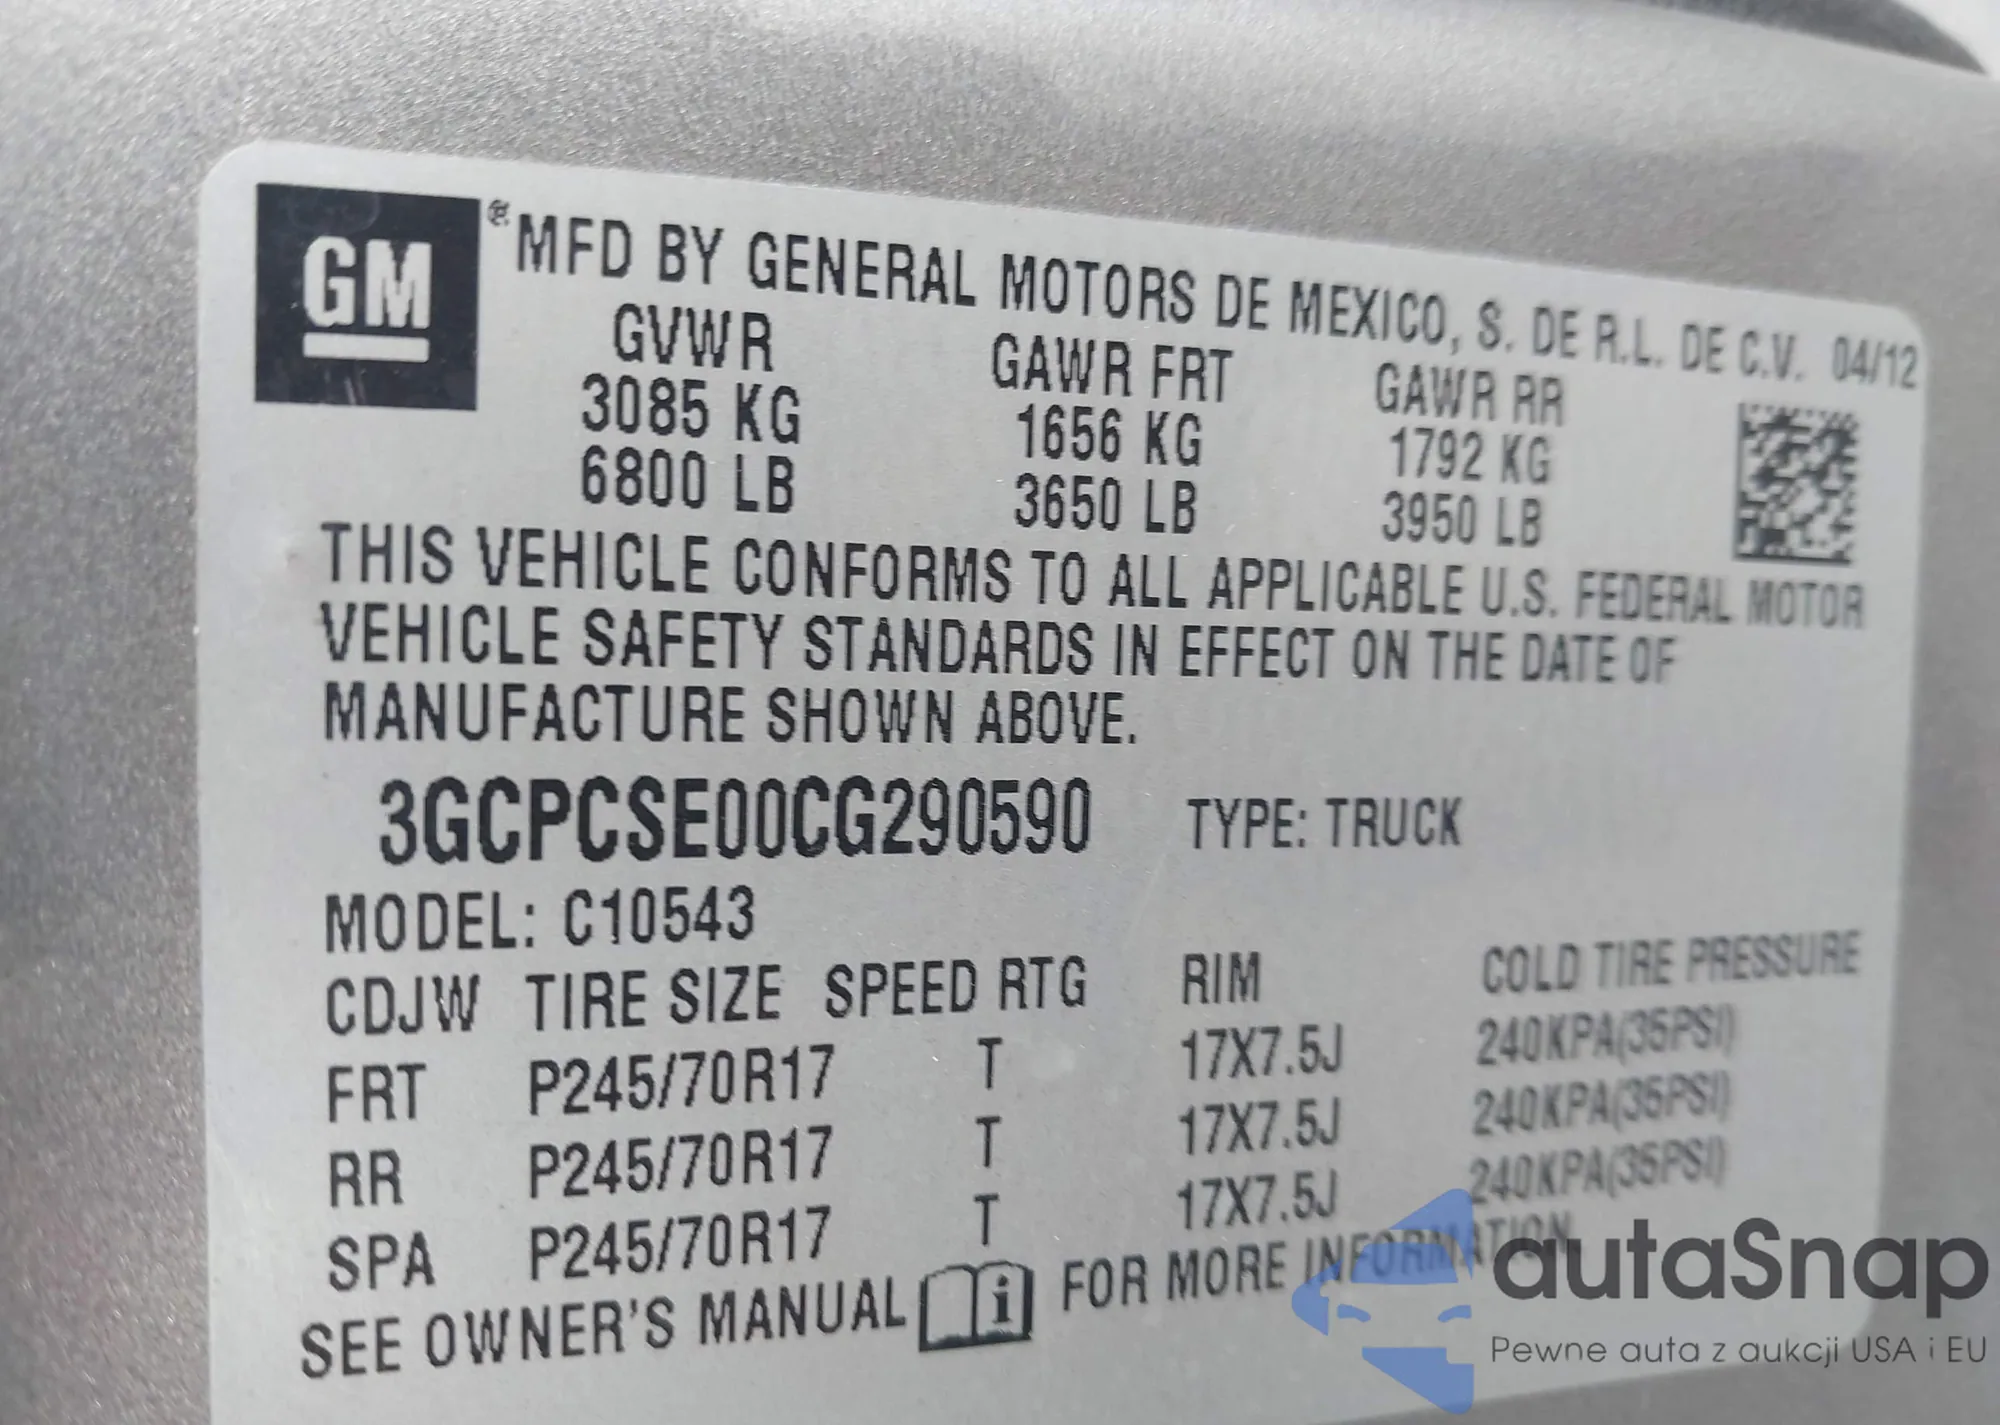 GM ® MFD BY GENERAL MOTORS DE MEXICO, S. DE R.L. DE C.V. 04/12
GVWR GAWR FRT GAWR RR
3085 KG 1656 KG 1792 KG
6800 LB 3650 LB 3950 LB
THIS VEHICLE CONFORMS TO ALL APPLICABLE U.S. FEDERAL MOTOR
VEHICLE SAFETY STANDARDS IN EFFECT ON THE DATE OF
MANUFACTURE SHOWN ABOVE.
3GCPCSE00CG290590 TYPE: TRUCK
MODEL: C10543
CDJW TIRE SIZE SPEED RTG RIM COLD TIRE PRESSURE
FRT P245/70R17 T 17X7.5J 240KPA(35PSI)
RR P245/70R17 T 17X7.5J 240KPA(35PSI)
SPA P245/70R17 T 17X7.5J 240KPA(35PSI)
SEE OWNER'S MANUAL i FOR MORE INFORMATION.
autaSnap
Pewne auta z aukcji USA i EU